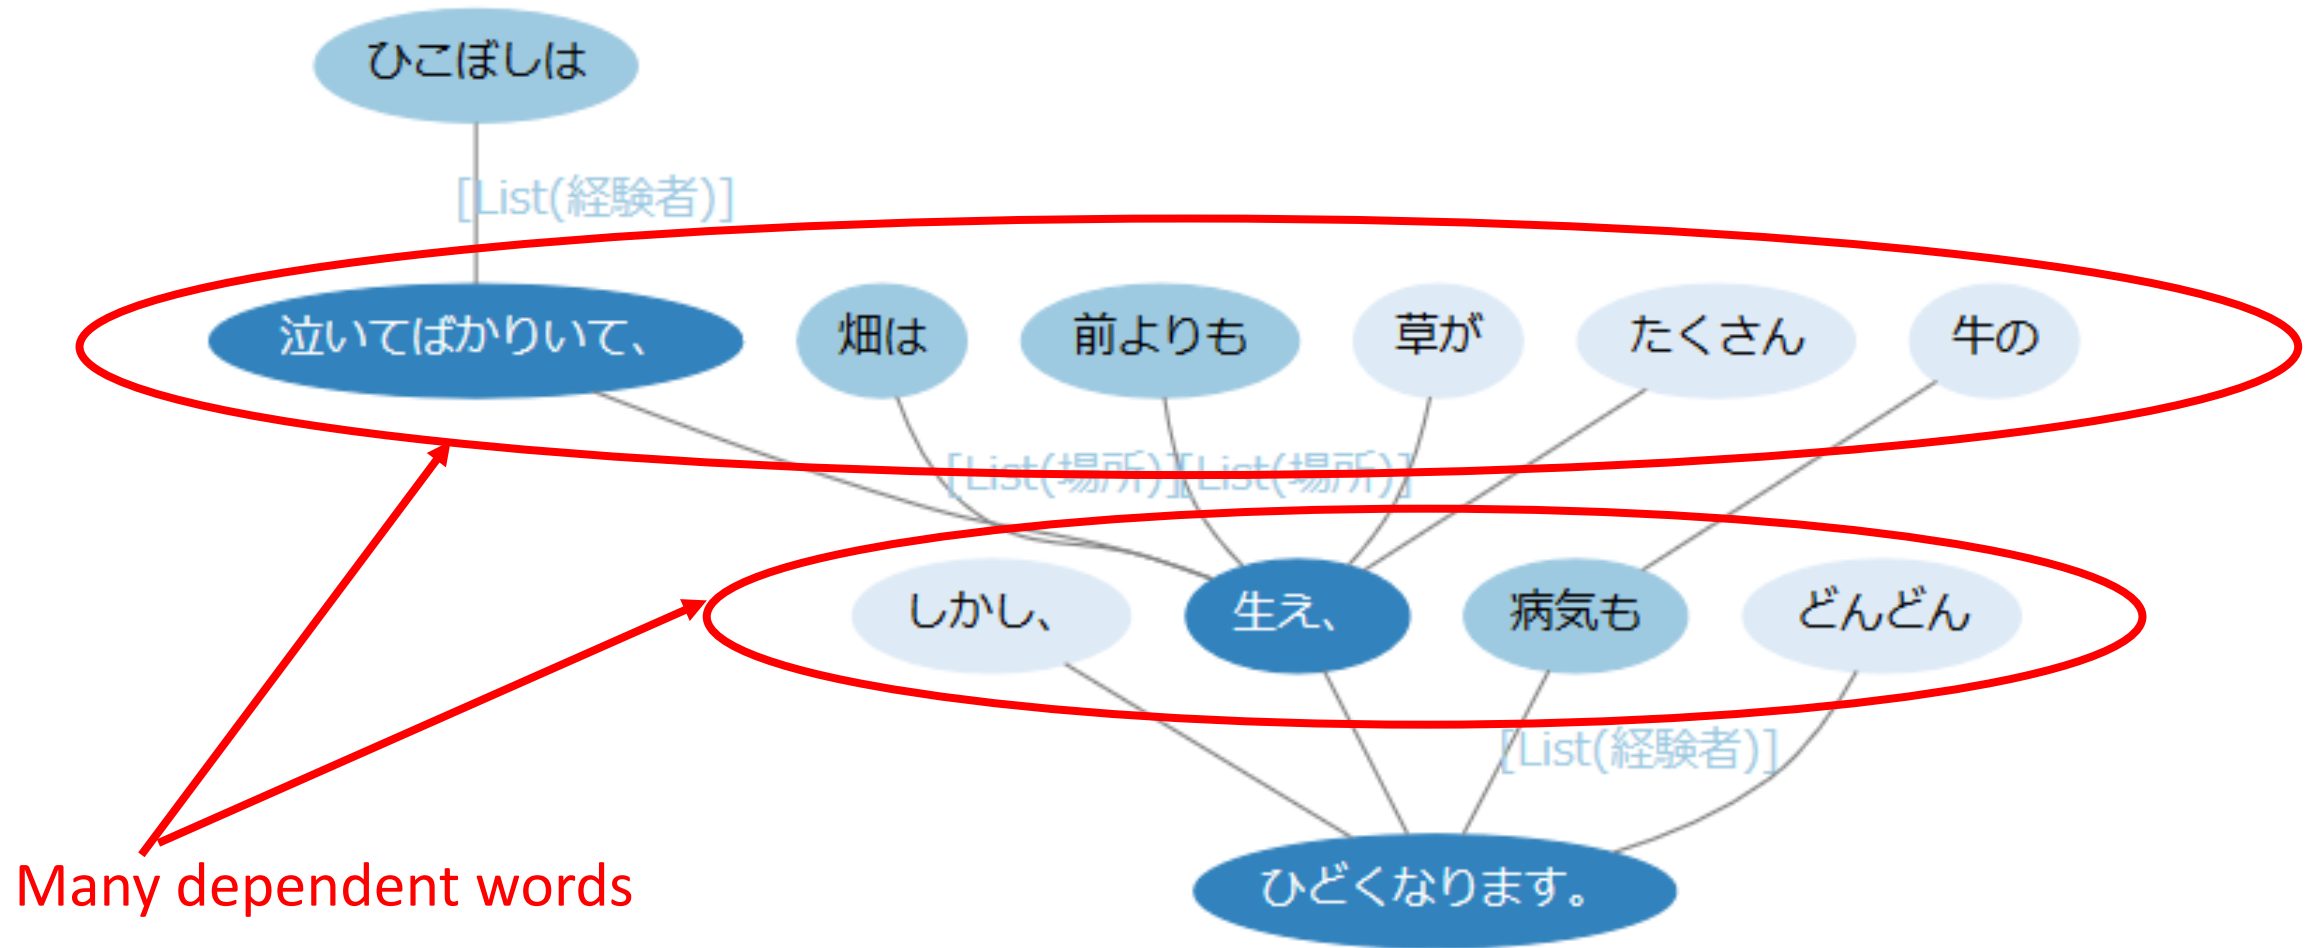 ひこぼしは
[List(経験者)]
泣いてばかりいて、
畑は
前よりも
草が
たくさん
牛の
[List(場所)]
[List(場所)]
しかし、
生え、
病気も
どんどん
[List(経験者)]
ひどくなります。
Many dependent words